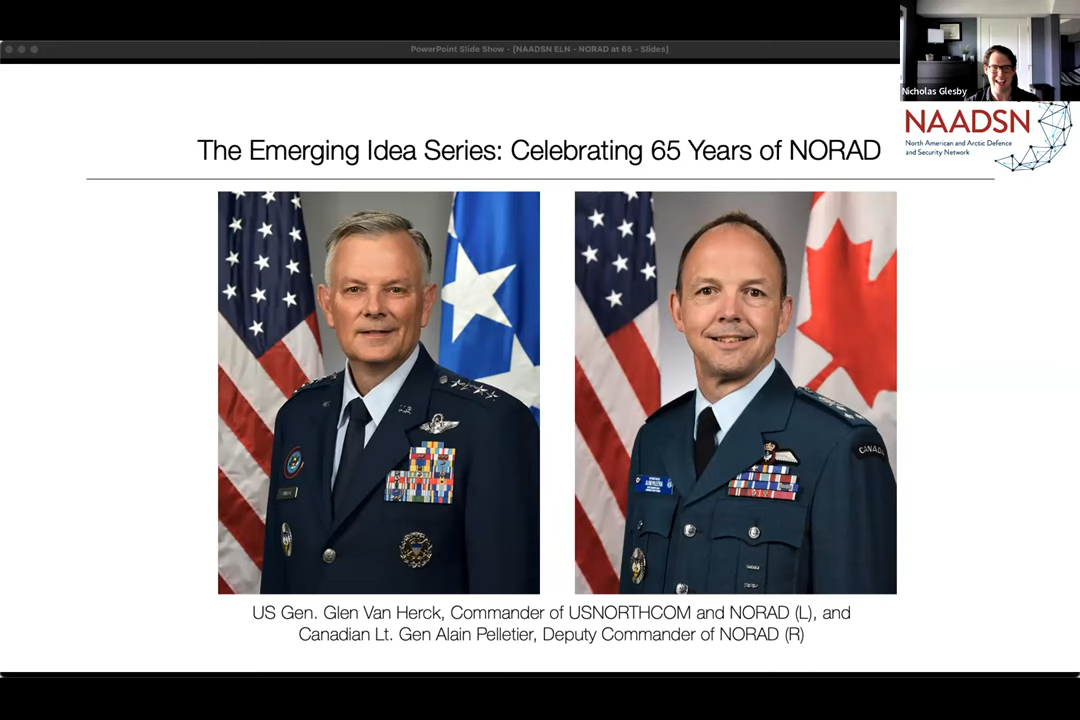 PowerPoint Slide Show - [NAADSN ELN - NORAD at 65 - Slides]
Nicholas Glesby
NAADSN
North American and Arctic Defence
and Security Network
The Emerging Idea Series: Celebrating 65 Years of NORAD
CANADA
US Gen. Glen Van Herck, Commander of USNORTHCOM and NORAD (L), and
Canadian Lt. Gen Alain Pelletier, Deputy Commander of NORAD (R)